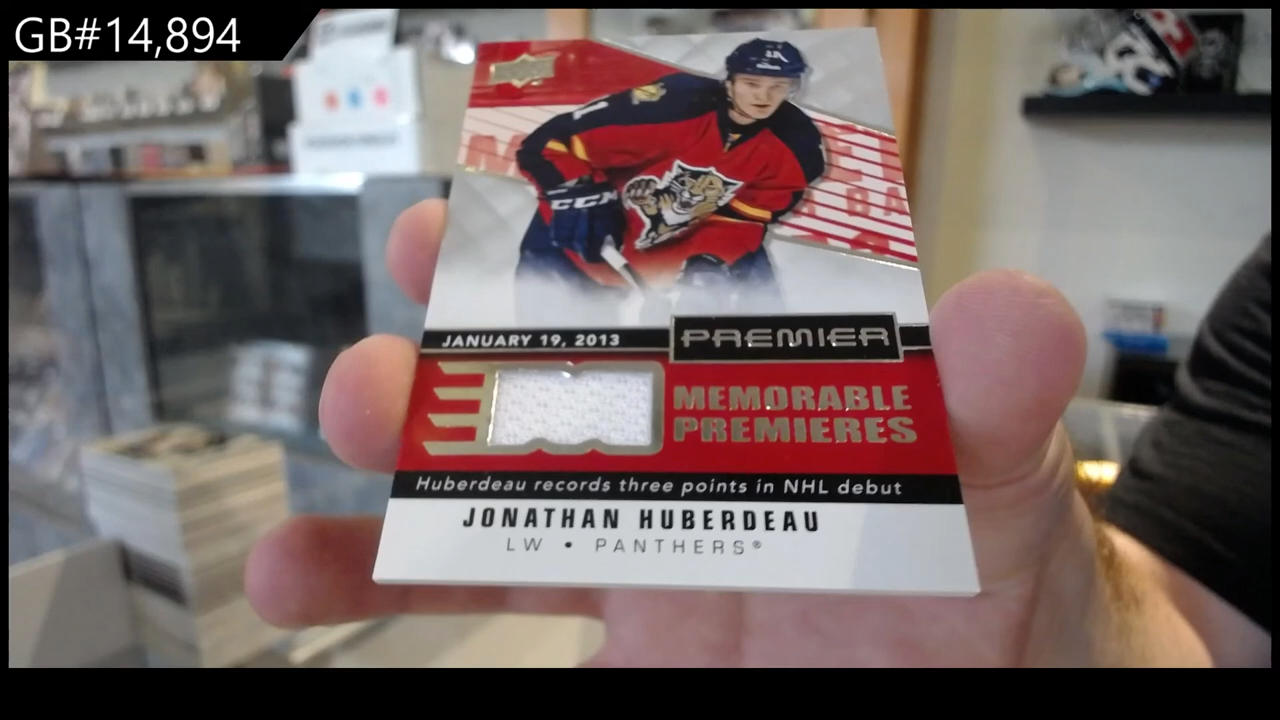 GB#14,894
CCM
JANUARY 19, 2013
PREMIER
MEMORABLE
PREMIERES
Huberdeau records three points in NHL debut
JONATHAN HUBERDEAU
LW • PANTHERS®